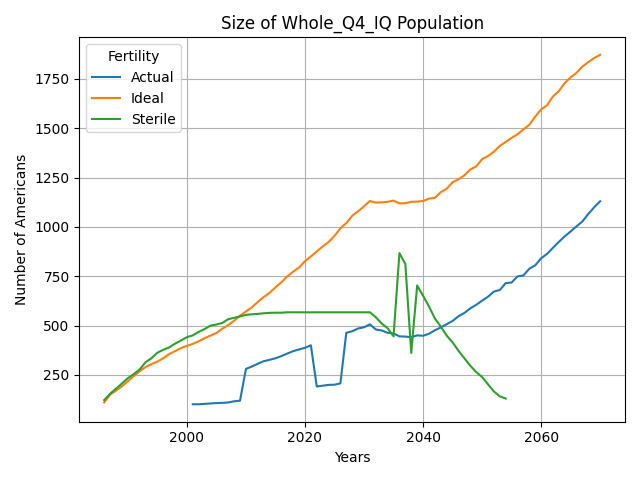 Size of Whole_Q4_IQ Population
Fertility
Actual
Ideal
Sterile
Number of Americans
1750
1500
1250
1000
750
500
250
2000
2020
2040
2060
Years